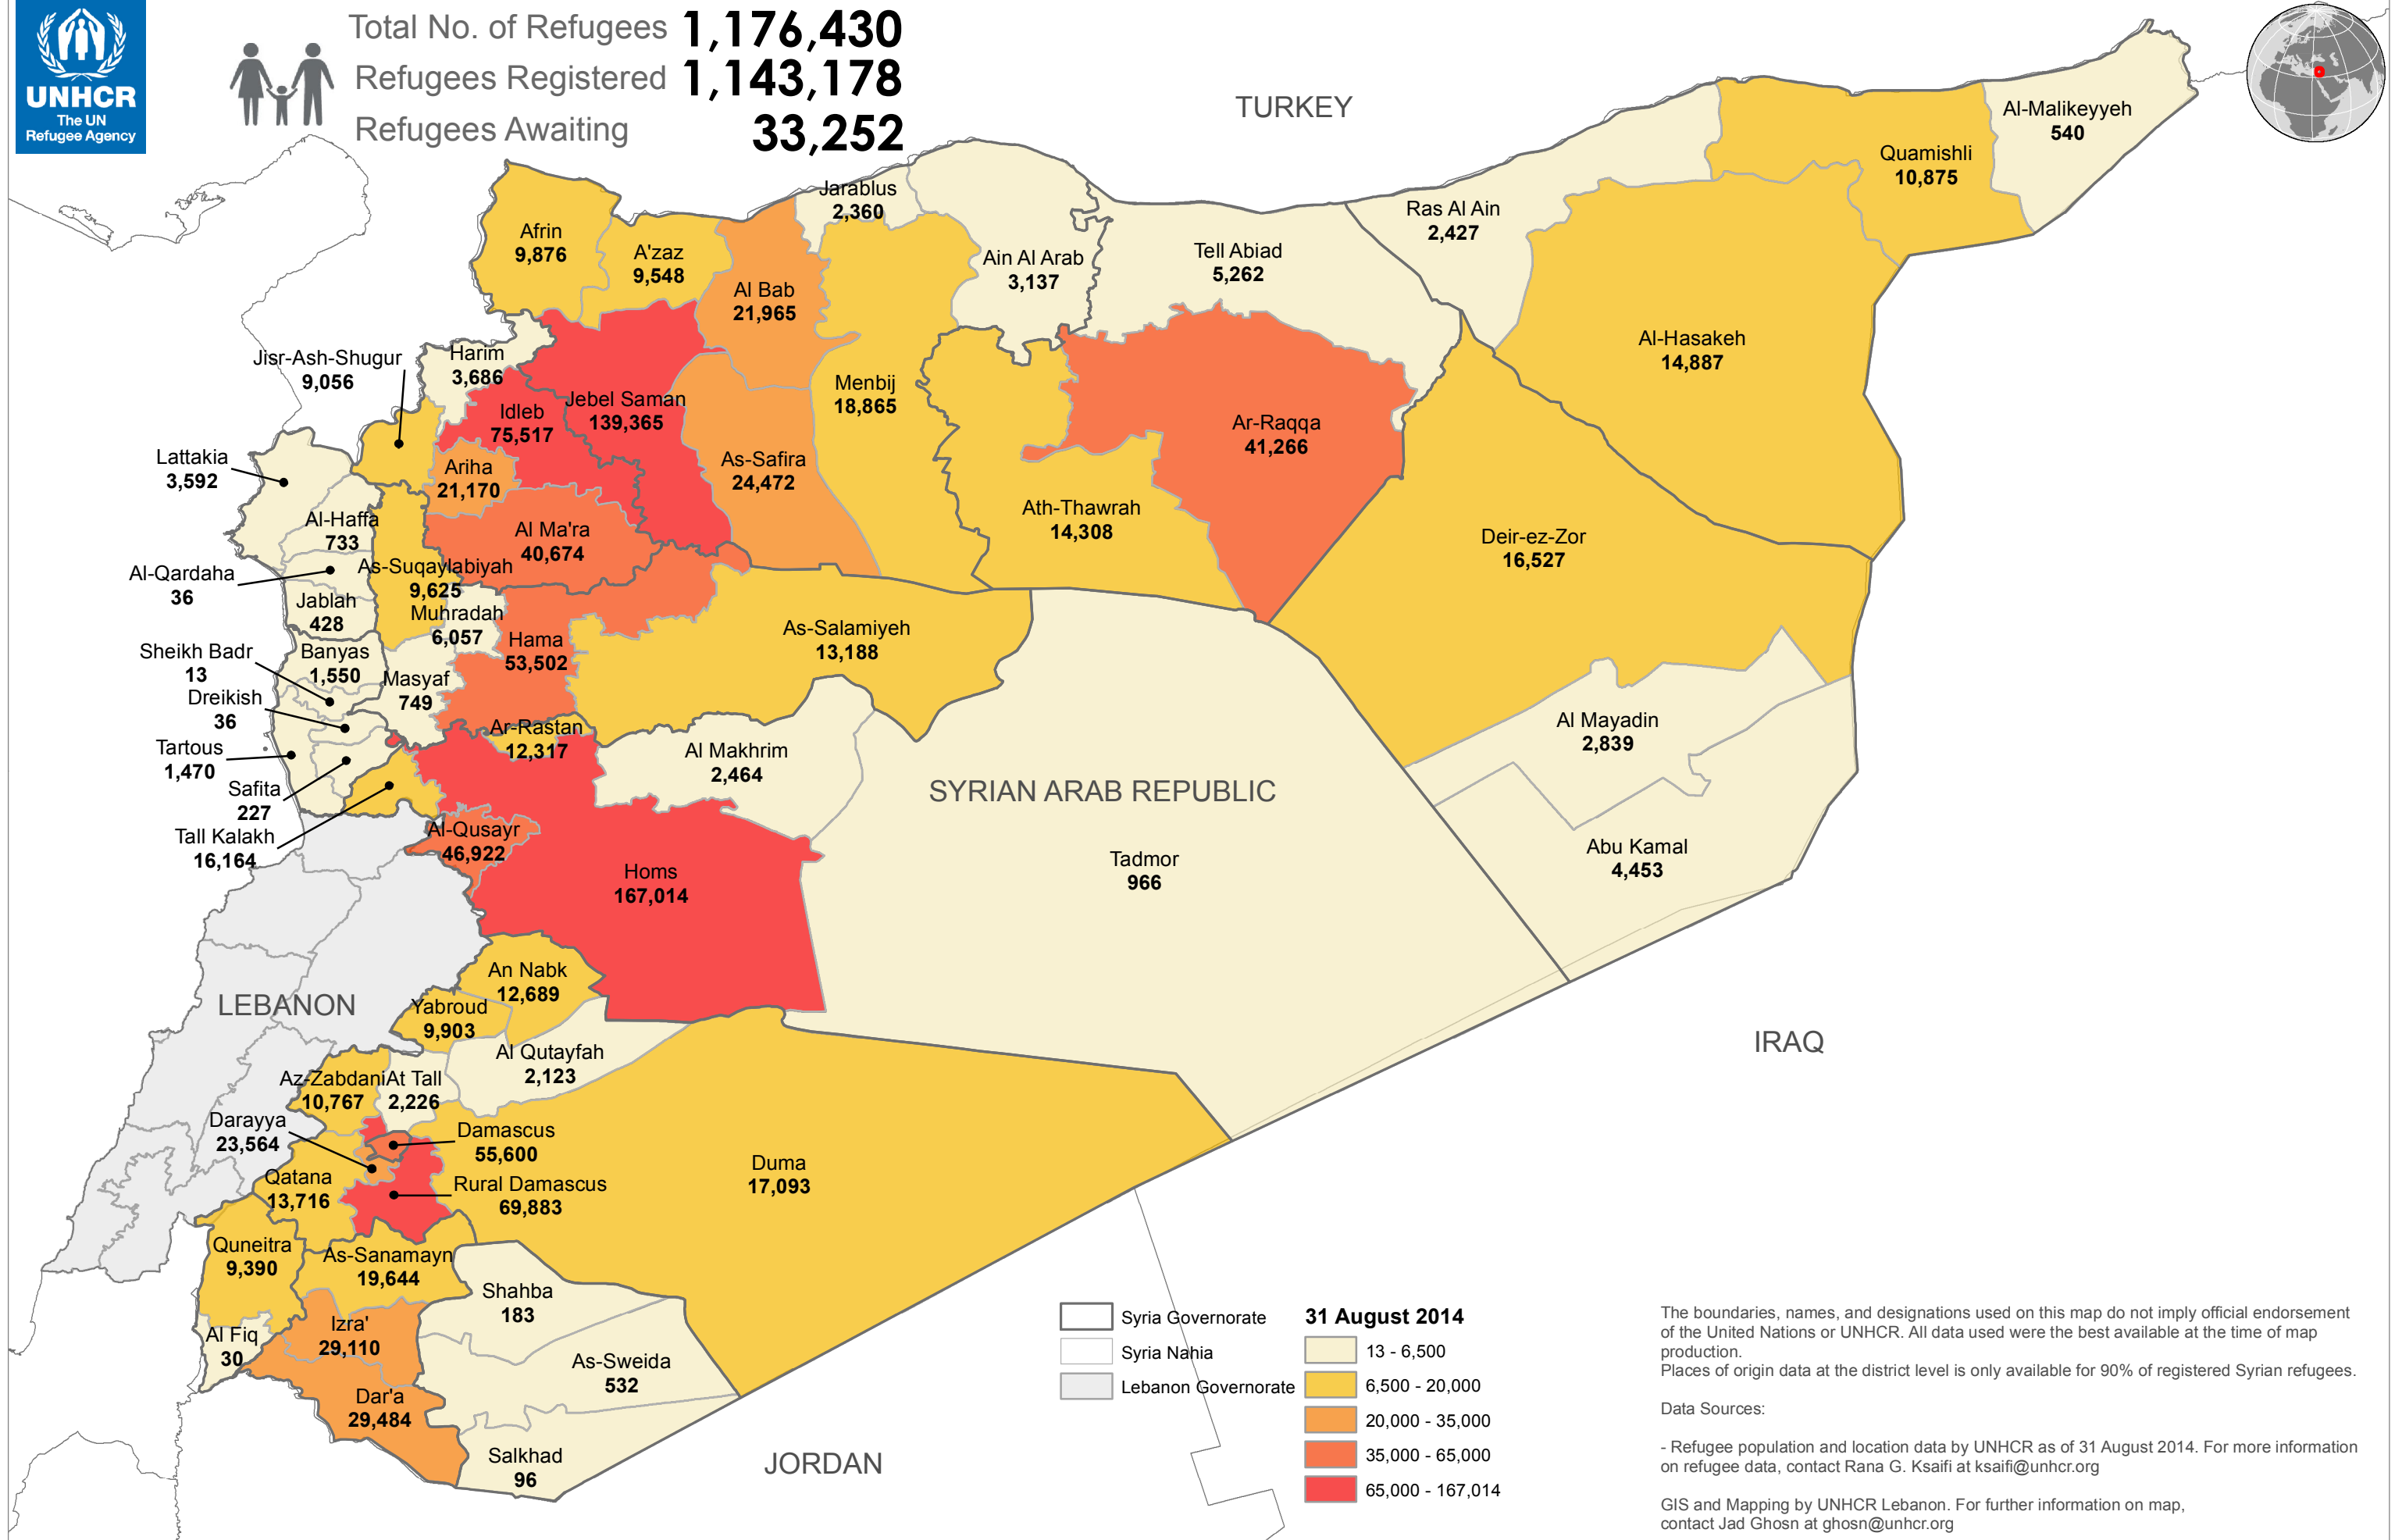 UNHCR
The UN
Refugee Agency
Total No. of Refugees 1,176,430
Refugees Registered 1,143,178
Refugees Awaiting 33,252
TURKEY
Al-Malikeyyeh
540
Quamishli
10,875
Jarablus
2,360
Ras Al Ain
2,427
Afrin
9,876
A'zaz
9,548
Ain Al Arab
3,137
Tell Abiad
5,262
Al Bab
21,965
Al-Hasakeh
14,887
Jisr-Ash-Shugur
9,056
Harim
3,686
Menbij
18,865
Idleb
75,517
Jebel Saman
139,365
Ar-Raqqa
41,266
Lattakia
3,592
Ariha
21,170
As-Safira
24,472
Ath-Thawrah
14,308
Al-Haffa
733
Al Ma'ra
40,674
Deir-ez-Zor
16,527
Al-Qardaha
36
As-Suqaylabiyah
9,625
Jablah
428
Muhradah
6,057
Hama
53,502
As-Salamiyeh
13,188
Sheikh Badr
13
Banyas
1,550
Masyaf
749
Dreikish
36
Ar-Rastan
12,317
Al Mayadin
2,839
Tartous
1,470
Al Makhrim
2,464
Safita
227
SYRIAN ARAB REPUBLIC
Tall Kalakh
16,164
Al-Qusayr
46,922
Homs
167,014
Tadmor
966
Abu Kamal
4,453
An Nabk
12,689
LEBANON
Yabroud
9,903
IRAQ
Al Qutayfah
2,123
Az-Zabdani
10,767
At Tall
2,226
Darayya
23,564
Damascus
55,600
Qatana
13,716
Rural Damascus
69,883
Duma
17,093
Quneitra
9,390
As-Sanamayn
19,644
Shahba
183
Al Fiq
30
Izra'
29,110
As-Sweida
532
Dar'a
29,484
Salkhad
96
JORDAN
Syria Governorate
Syria Nahia
Lebanon Governorate
31 August 2014
13 - 6,500
6,500 - 20,000
20,000 - 35,000
35,000 - 65,000
65,000 - 167,014
The boundaries, names, and designations used on this map do not imply official endorsement
of the United Nations or UNHCR. All data used were the best available at the time of map
production.
Places of origin data at the district level is only available for 90% of registered Syrian refugees.
Data Sources:
- Refugee population and location data by UNHCR as of 31 August 2014. For more information
on refugee data, contact Rana G. Ksaifi at ksaifi@unhcr.org
GIS and Mapping by UNHCR Lebanon. For further information on map,
contact Jad Ghosn at ghosn@unhcr.org